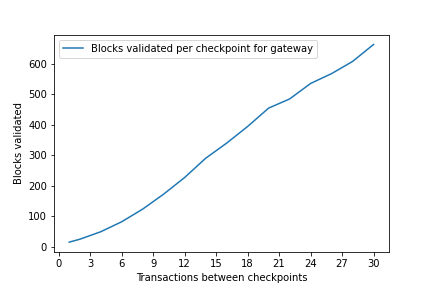 Blocks validated per checkpoint for gateway
600
500
400
300
200
100
0
Blocks validated
0 3 6 9 12 15 18 21 24 27 30
Transactions between checkpoints